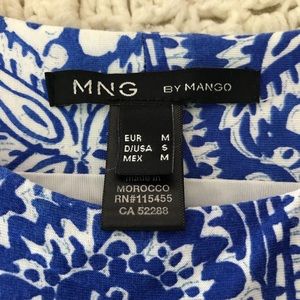 MNG BY MANGO
EUR M
D/USA S
MEX M
made in
MOROCCO
RN#115455
CA 52288